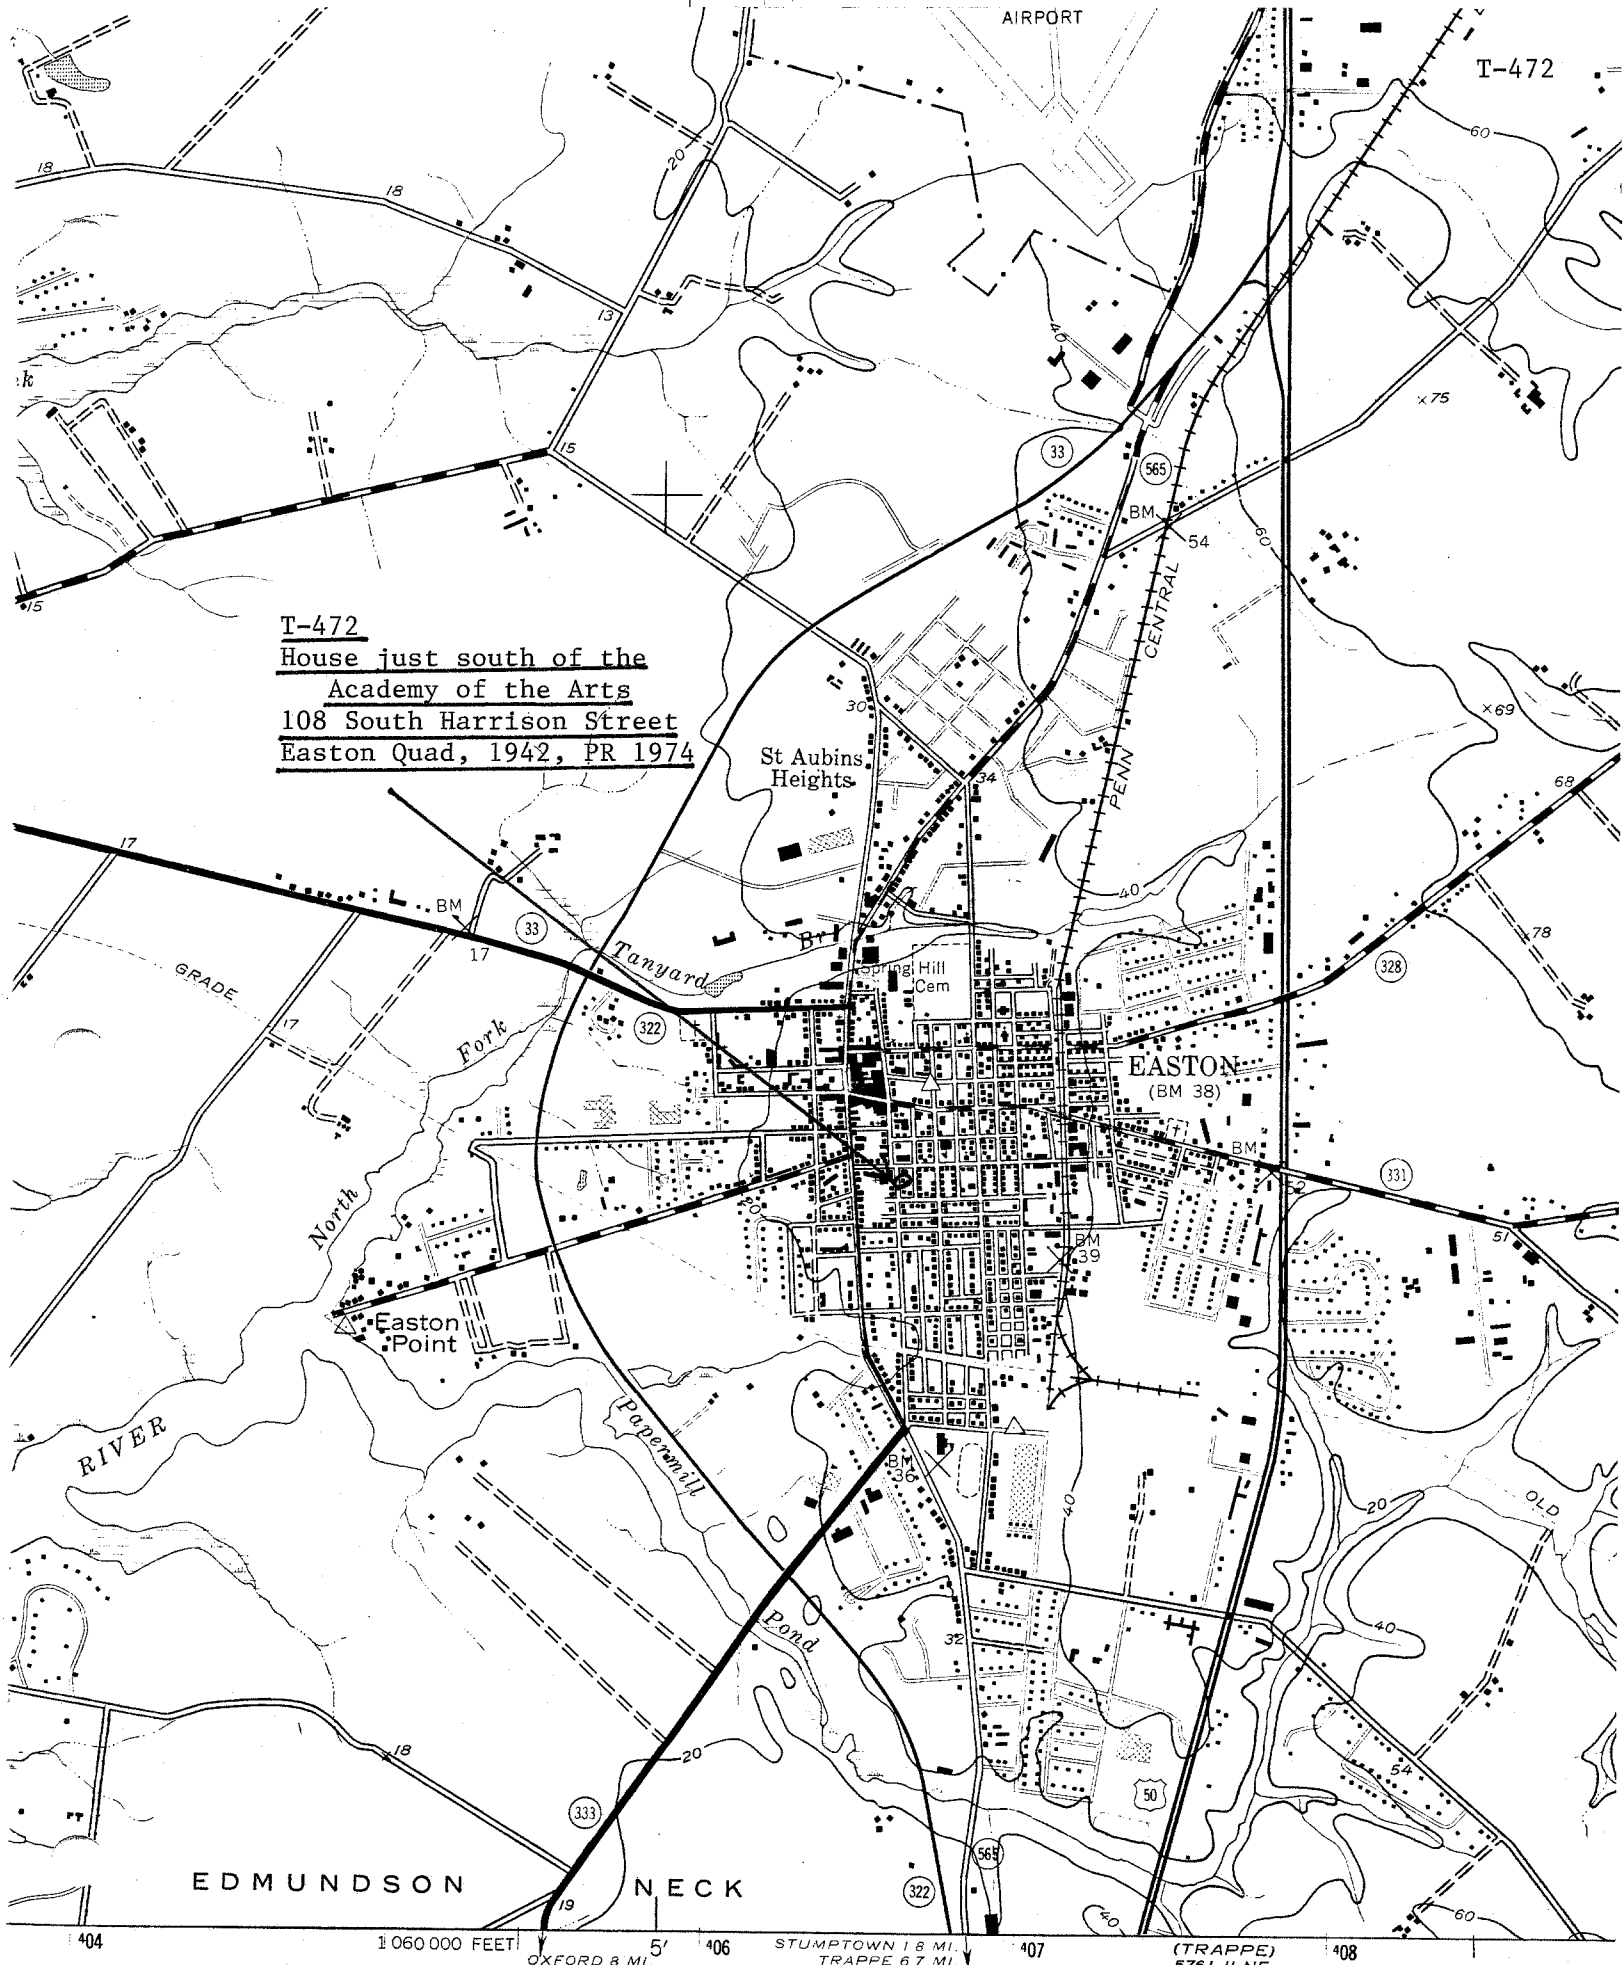 AIRPORT
T-472
60
20
18
18
13
40
k
75
15
33
565
BM
54
60
15
CENTRAL
PENN
T-472
House just south of the
Academy of the Arts
108 South Harrison Street
Easton Quad, 1942, PR 1974
30
69
St Aubins
Heights
34
68
17
40
BM
33
17
Br
Tanyard
78
Spring Hill
Cem
328
GRADE
17
322
Fork
EASTON
(BM 38)
BM
331
52
North
20
51
BM
39
Easton
Point
RIVER
Papermill
BM
36
40
20
OLD
Pond
32
40
18
20
54
50
333
565
EDMUNDSON NECK
322
19
40
60
404
1 060 000 FEET
5'
406
STUMPTOWN 1.8 MI.
407
(TRAPPE)
408
OXFORD 8 MI.
TRAPPE 6.7 MI.